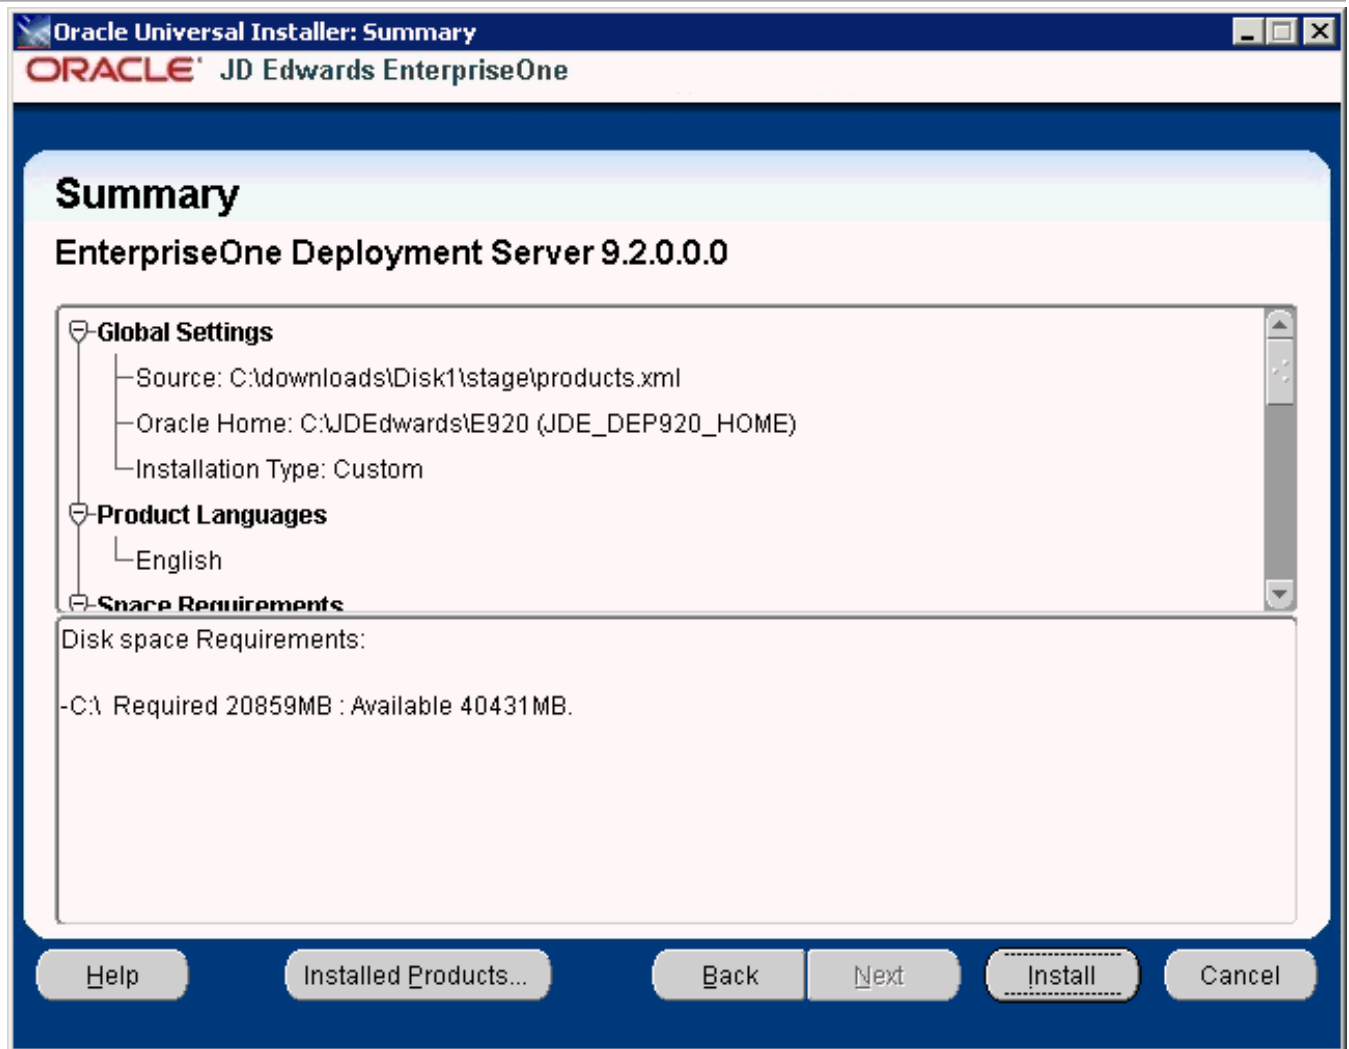 Oracle Universal Installer: Summary
ORACLE JD Edwards EnterpriseOne
Summary
EnterpriseOne Deployment Server 9.2.0.0.0
Global Settings
Source: C:\downloads\Disk1\stage\products.xml
Oracle Home: C:\JDEdwards\E920 (JDE_DEP920_HOME)
Installation Type: Custom
Product Languages
English
Space Requirements
Disk space Requirements:
-C:\ Required 20859MB : Available 40431MB.
Help Installed Products... Back Next Install Cancel